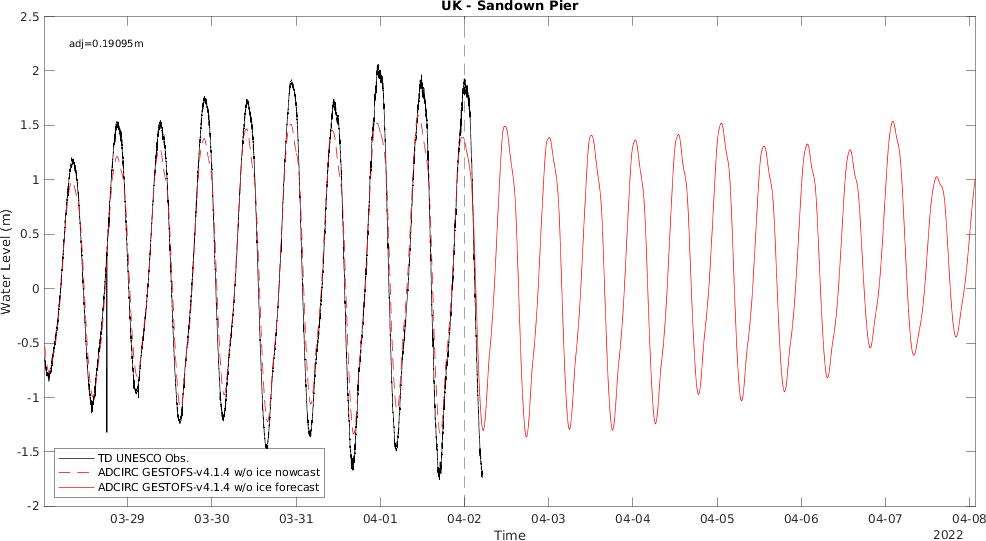 UK - Sandown Pier
adj=0.19095m
Water Level (m)
2.5
2
1.5
1
0.5
0
-0.5
-1
-1.5
-2
TD UNESCO Obs.
ADCIRC GESTOFS-v4.1.4 w/o ice nowcast
ADCIRC GESTOFS-v4.1.4 w/o ice forecast
03-29 03-30 03-31 04-01 04-02 04-03 04-04 04-05 04-06 04-07 04-08
Time
2022